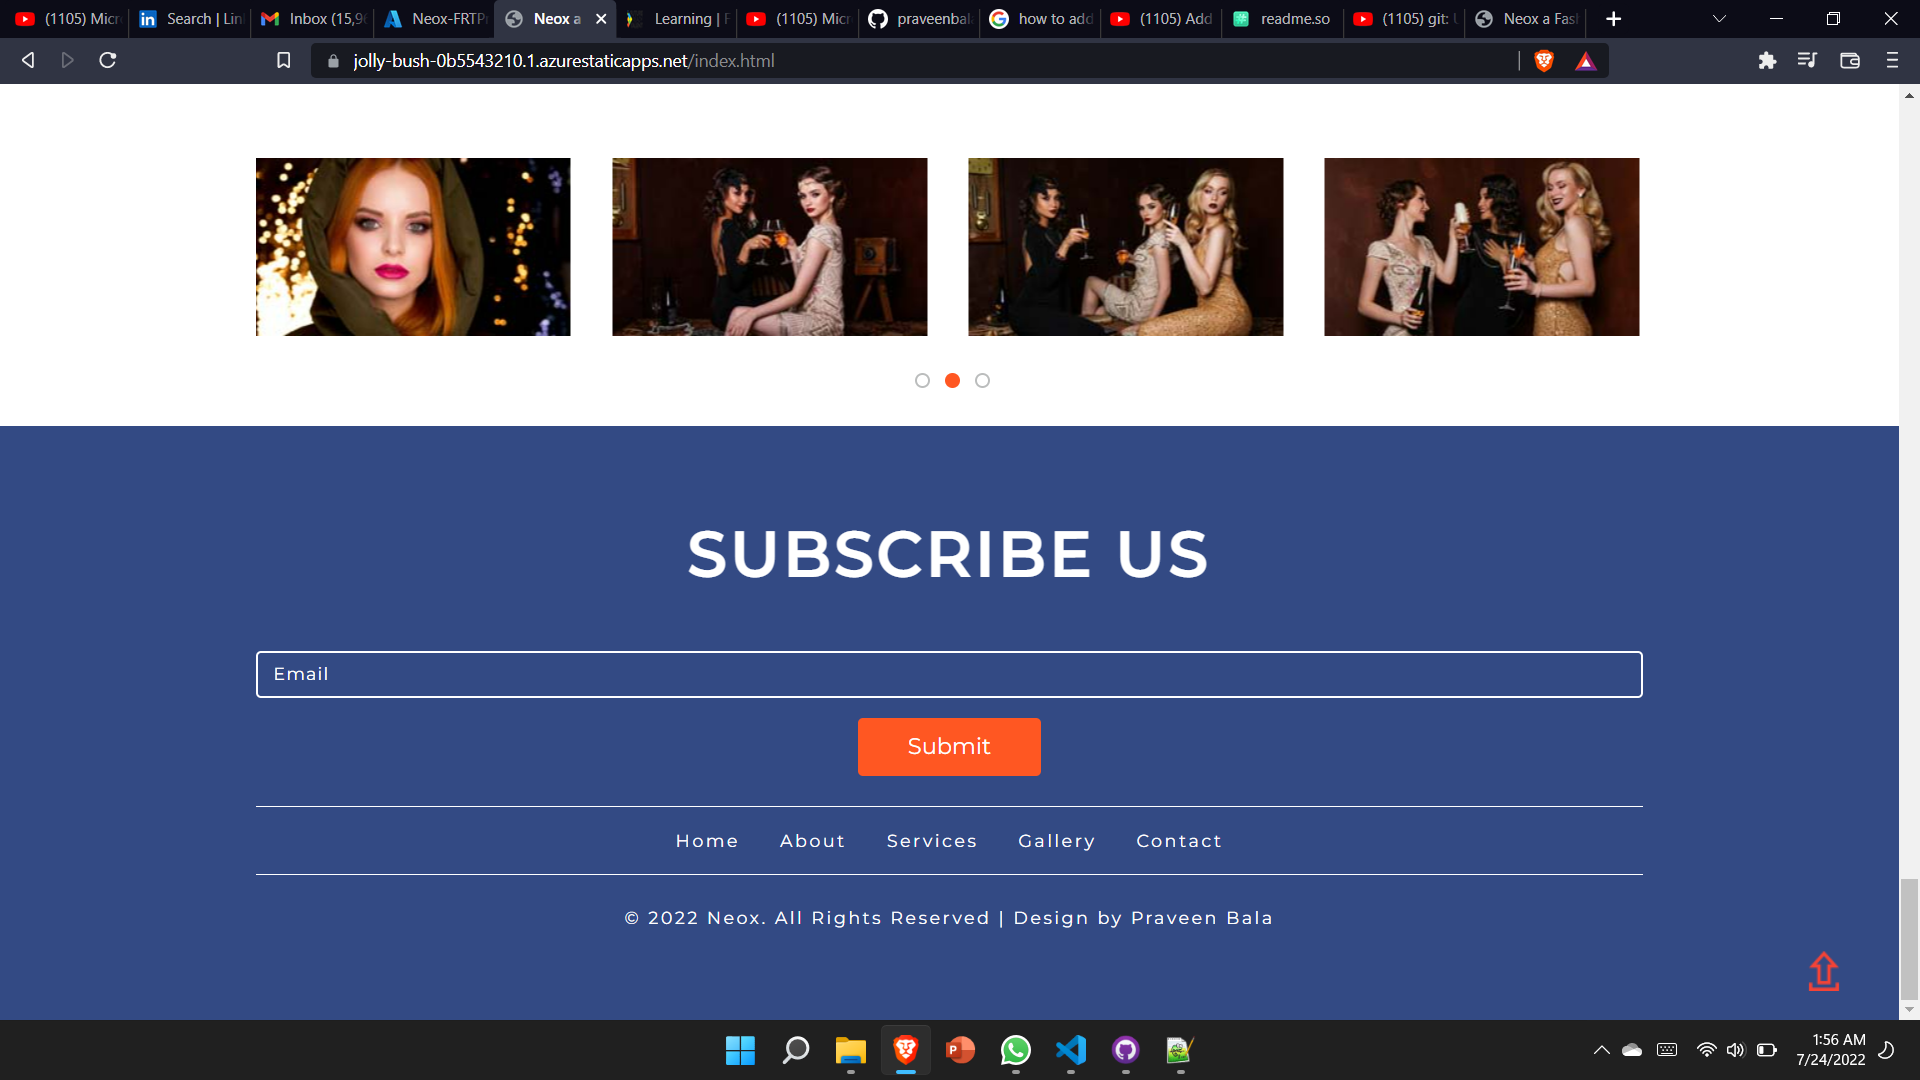 (1105) Micr
Search | Lin
Inbox (15,9
Neox-FRTP
Neox a
Learning | F
(1105) Micr
praveenbal
how to add
(1105) Add
readme.so
(1105) git:
Neox a Fas
jolly-bush-0b5543210.1.azurestaticapps.net/index.html
SUBSCRIBE US
Email
Submit
Home About Services Gallery Contact
© 2022 Neox. All Rights Reserved | Design by Praveen Bala
1:56 AM
7/24/2022